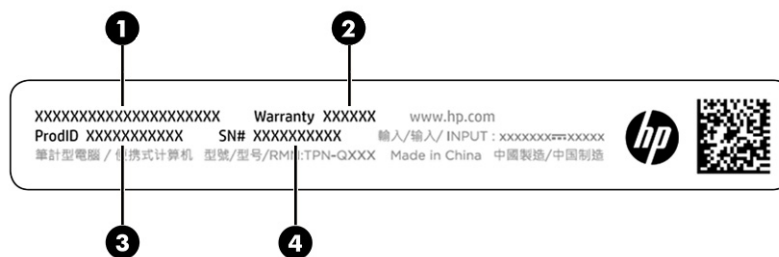 1 2
XXXXXXXXXXXXXXXXXXXXX Warranty XXXXXX www.hp.com
ProdID XXXXXXXXXXX SN# XXXXXXXXXX 輸入/输入/ INPUT : XXXXXXX⎓XXXXX
筆計型電腦 / 便携式计算机 型號/型号/RMN:TPN-QXXX Made in China 中國製造/中国制造
hp
3 4